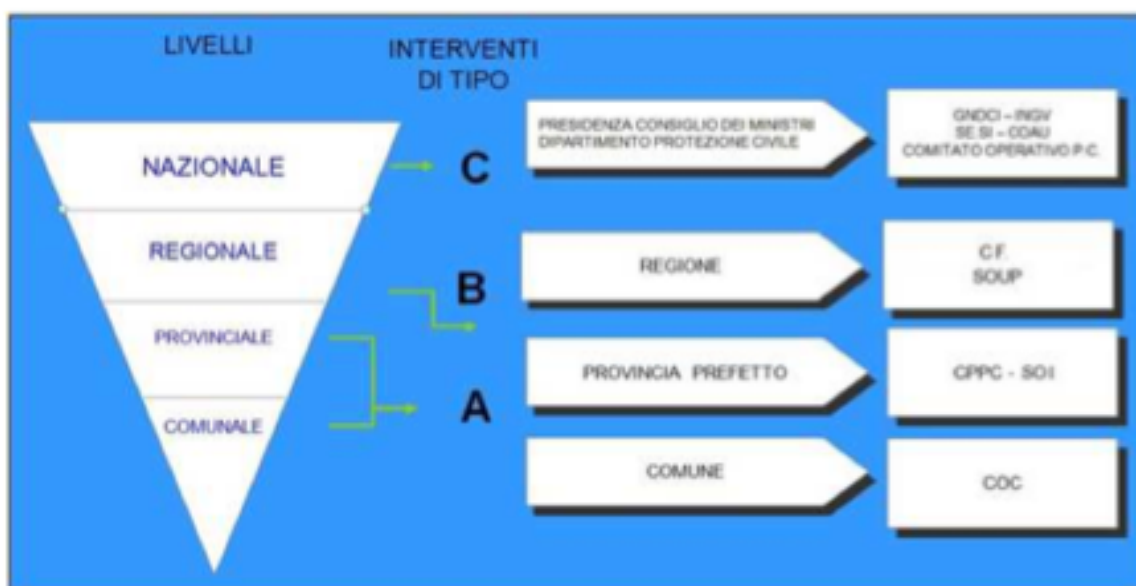 LIVELLI
INTERVENTI
DI TIPO
NAZIONALE
C
PRESIDENZA CONSIGLIO DEI MINISTRI
DIPARTIMENTO PROTEZIONE CIVILE
GNDCI – INGV
SE.SI – COAU
COMITATO OPERATIVO P.C.
REGIONALE
B
REGIONE
C.F.
SOUP
PROVINCIALE
PROVINCIA PREFETTO
CPPC - SOI
A
COMUNALE
COMUNE
COC